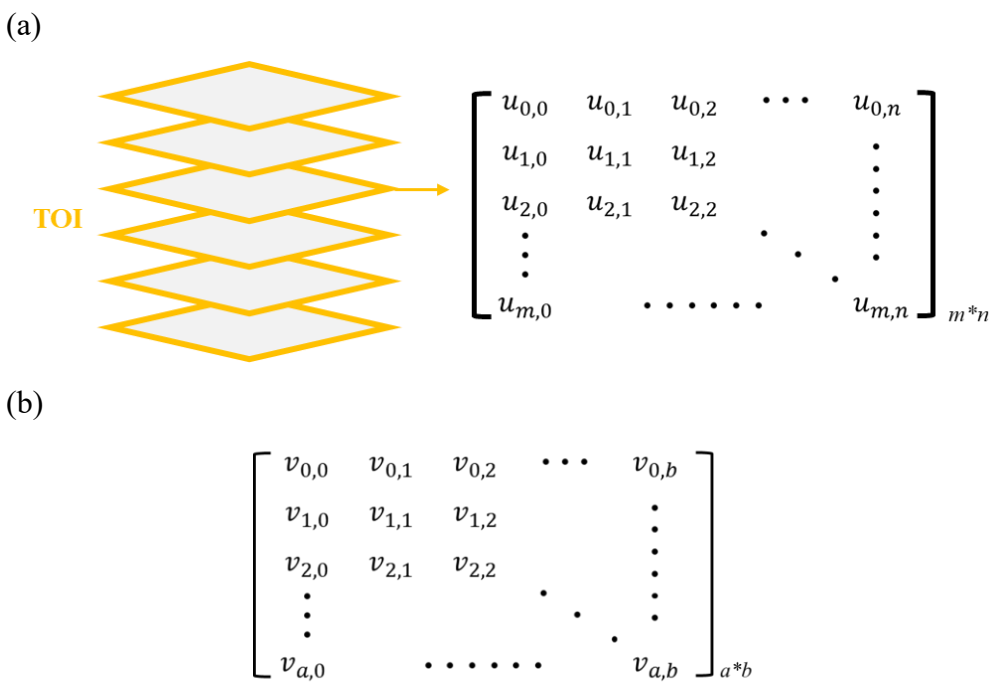 (a)
u0,0 u0,1 u0,2 ••• u0,n
u1,0 u1,1 u1,2
TOI
u2,0 u2,1 u2,2
um,0 •••••• um,n
m*n
(b)
v0,0 v0,1 v0,2 ••• v0,b
v1,0 v1,1 v1,2
v2,0 v2,1 v2,2
va,0 •••••• va,b
a*b